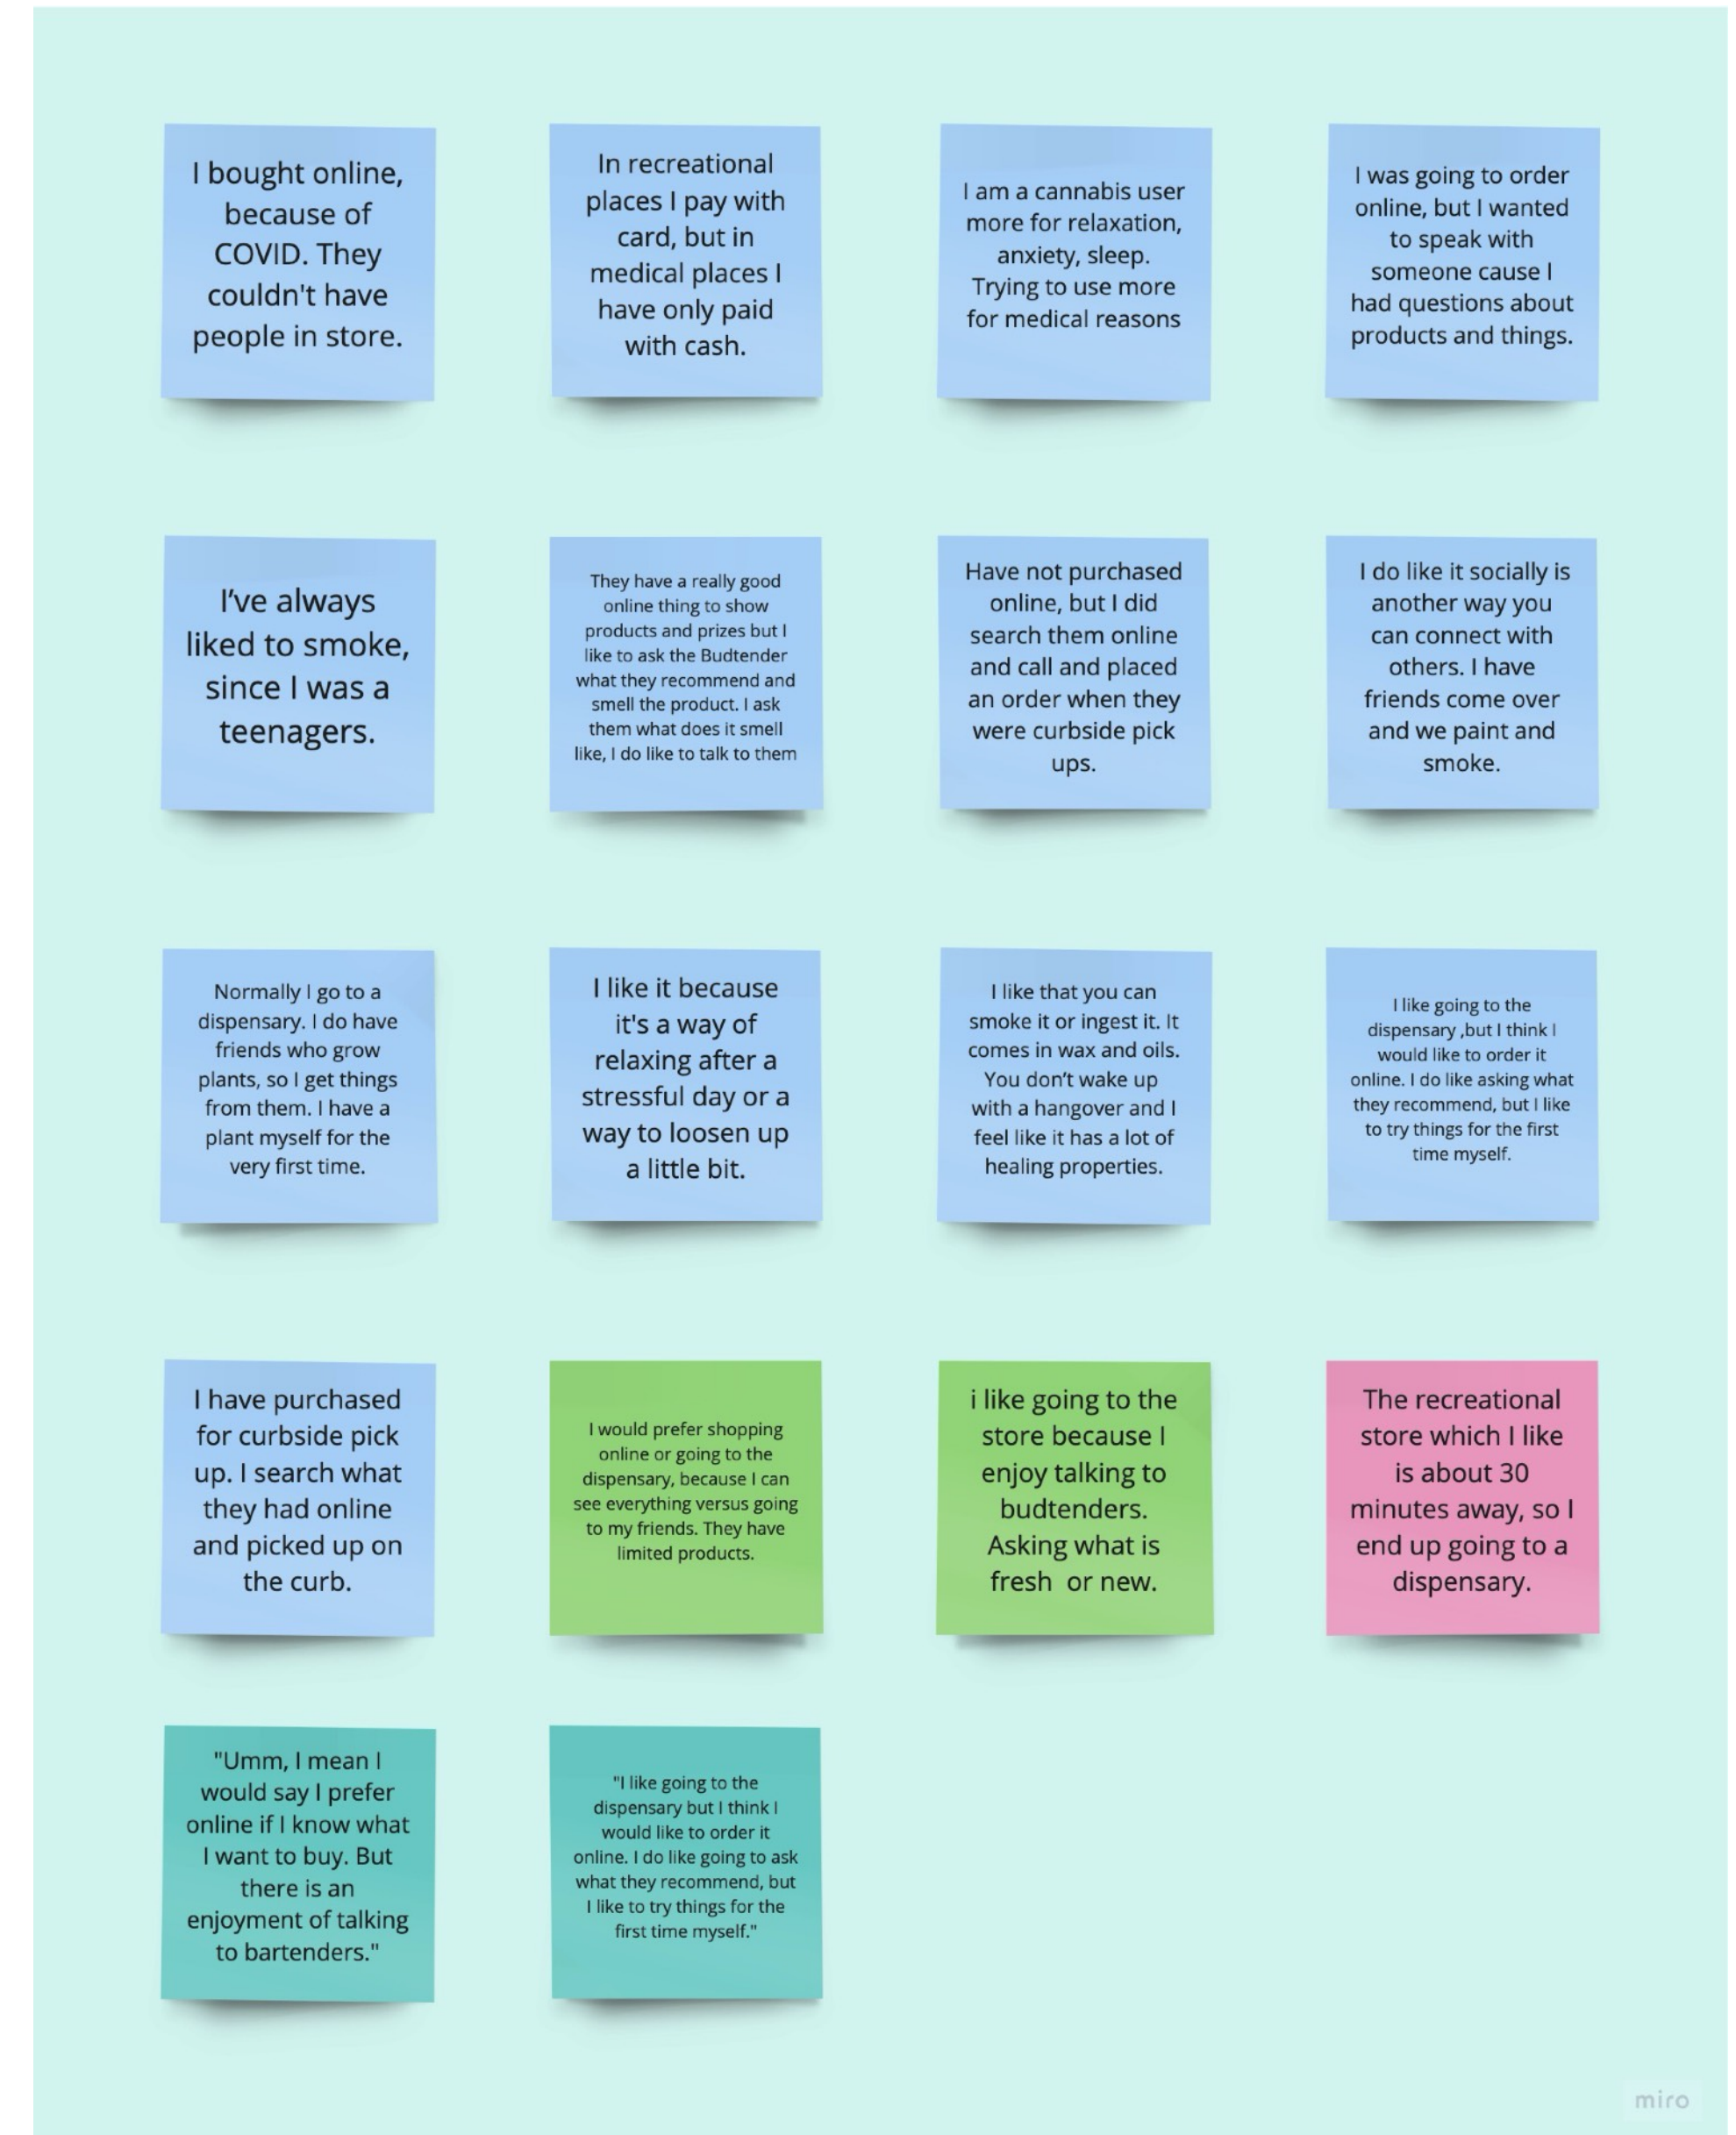 I bought online,
because of
COVID. They
couldn't have
people in store.
In recreational
places I pay with
card, but in
medical places I
have only paid
with cash.
I am a cannabis user
more for relaxation,
anxiety, sleep.
Trying to use more
for medical reasons
I was going to order
online, but I wanted
to speak with
someone cause I
had questions about
products and things.
I’ve always
liked to smoke,
since I was a
teenagers.
They have a really good
online thing to show
products and prizes but I
like to ask the Budtender
what they recommend and
smell the product. I ask
them what does it smell
like, I do like to talk to them
Have not purchased
online, but I did
search them online
and call and placed
an order when they
were curbside pick
ups.
I do like it socially is
another way you
can connect with
others. I have
friends come over
and we paint and
smoke.
Normally I go to a
dispensary. I do have
friends who grow
plants, so I get things
from them. I have a
plant myself for the
very first time.
I like it because
it's a way of
relaxing after a
stressful day or a
way to loosen up
a little bit.
I like that you can
smoke it or ingest it. It
comes in wax and oils.
You don’t wake up
with a hangover and I
feel like it has a lot of
healing properties.
I like going to the
dispensary ,but I think I
would like to order it
online. I do like asking what
they recommend, but I like
to try things for the first
time myself.
I have purchased
for curbside pick
up. I search what
they had online
and picked up on
the curb.
I would prefer shopping
online or going to the
dispensary, because I can
see everything versus going
to my friends. They have
limited products.
i like going to the
store because I
enjoy talking to
budtenders.
Asking what is
fresh or new.
The recreational
store which I like
is about 30
minutes away, so I
end up going to a
dispensary.
"Umm, I mean I
would say I prefer
online if I know what
I want to buy. But
there is an
enjoyment of talking
to bartenders."
"I like going to the
dispensary but I think I
would like to order it
online. I do like going to ask
what they recommend, but
I like to try things for the
first time myself."
miro